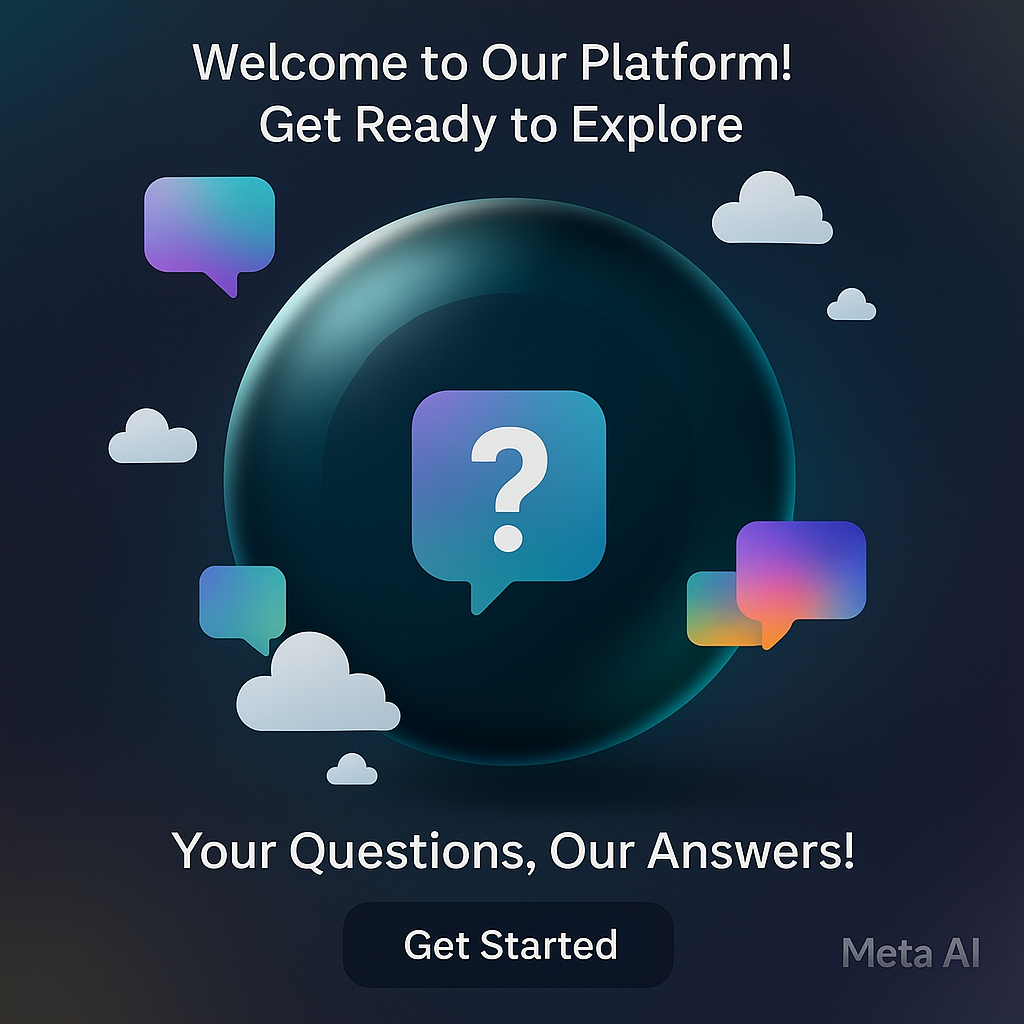 Welcome to Our Platform!
Get Ready to Explore
?
Your Questions, Our Answers!
Get Started
Meta AI